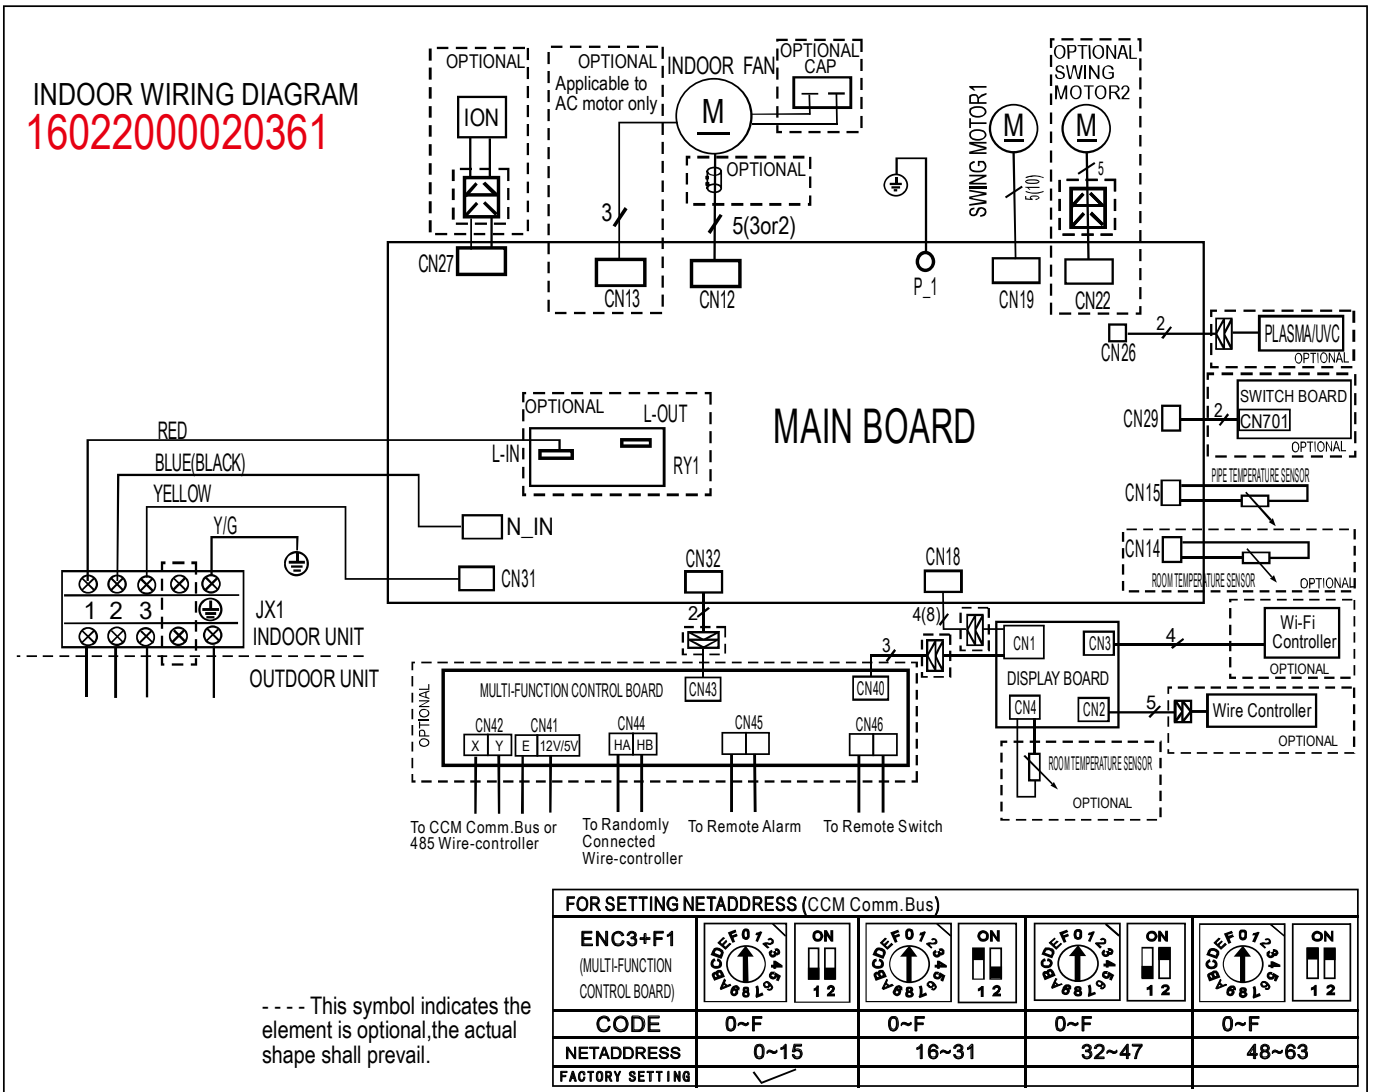 INDOOR WIRING DIAGRAM
16022000020361
OPTIONAL
ION
CN27
OPTIONAL
Applicable to
AC motor only
3
CN13
INDOOR FAN
M
OPTIONAL
CAP
OPTIONAL
5(3or2)
CN12
P_1
SWING MOTOR1
M
5(10)
CN19
OPTIONAL
SWING
MOTOR2
M
5
CN22
CN26
2
PLASMA/UVC
OPTIONAL
CN29
2
SWITCH BOARD
CN701
OPTIONAL
CN15
PIPE TEMPERATURE SENSOR
CN14
ROOM TEMPERATURE SENSOR
OPTIONAL
MAIN BOARD
OPTIONAL
L-OUT
L-IN
RY1
RED
BLUE(BLACK)
YELLOW
Y/G
N_IN
CN31
1 2 3
JX1
INDOOR UNIT
OUTDOOR UNIT
CN32
2
CN18
4(8)
3
OPTIONAL
MULTI-FUNCTION CONTROL BOARD
CN43
CN40
CN42
X Y
CN41
E 12V/5V
CN44
HA HB
CN45
CN46
To CCM Comm.Bus or
485 Wire-controller
To Randomly
Connected
Wire-controller
To Remote Alarm
To Remote Switch
CN1
CN3
DISPLAY BOARD
CN4
CN2
4
Wi-Fi
Controller
OPTIONAL
5
Wire Controller
OPTIONAL
ROOM TEMPERATURE SENSOR
OPTIONAL
- - - - This symbol indicates the
element is optional,the actual
shape shall prevail.
FOR SETTING NETADDRESS (CCM Comm.Bus)
ENC3+F1
(MULTI-FUNCTION
CONTROL BOARD)
0123456789ABCDEF
ON
1 2
0123456789ABCDEF
ON
1 2
0123456789ABCDEF
ON
1 2
0123456789ABCDEF
ON
1 2
CODE 0~F 0~F 0~F 0~F
NETADDRESS 0~15 16~31 32~47 48~63
FACTORY SETTING